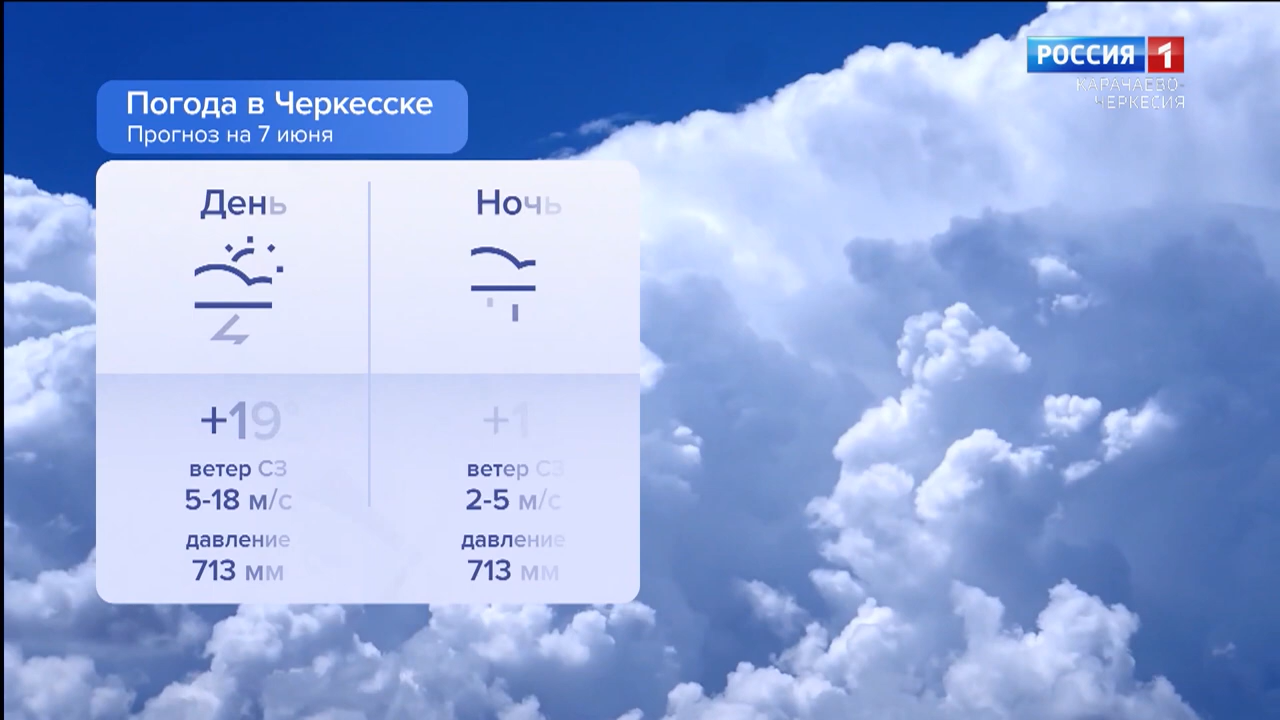 РОССИЯ 1
КАРАЧАЕВО-
ЧЕРКЕСИЯ
Погода в Черкесске
Прогноз на 7 июня
День
Ночь
+19
ветер СЗ
5-18 м/с
давление
713 мм
ветер СЗ
2-5 м/с
давление
713 мм